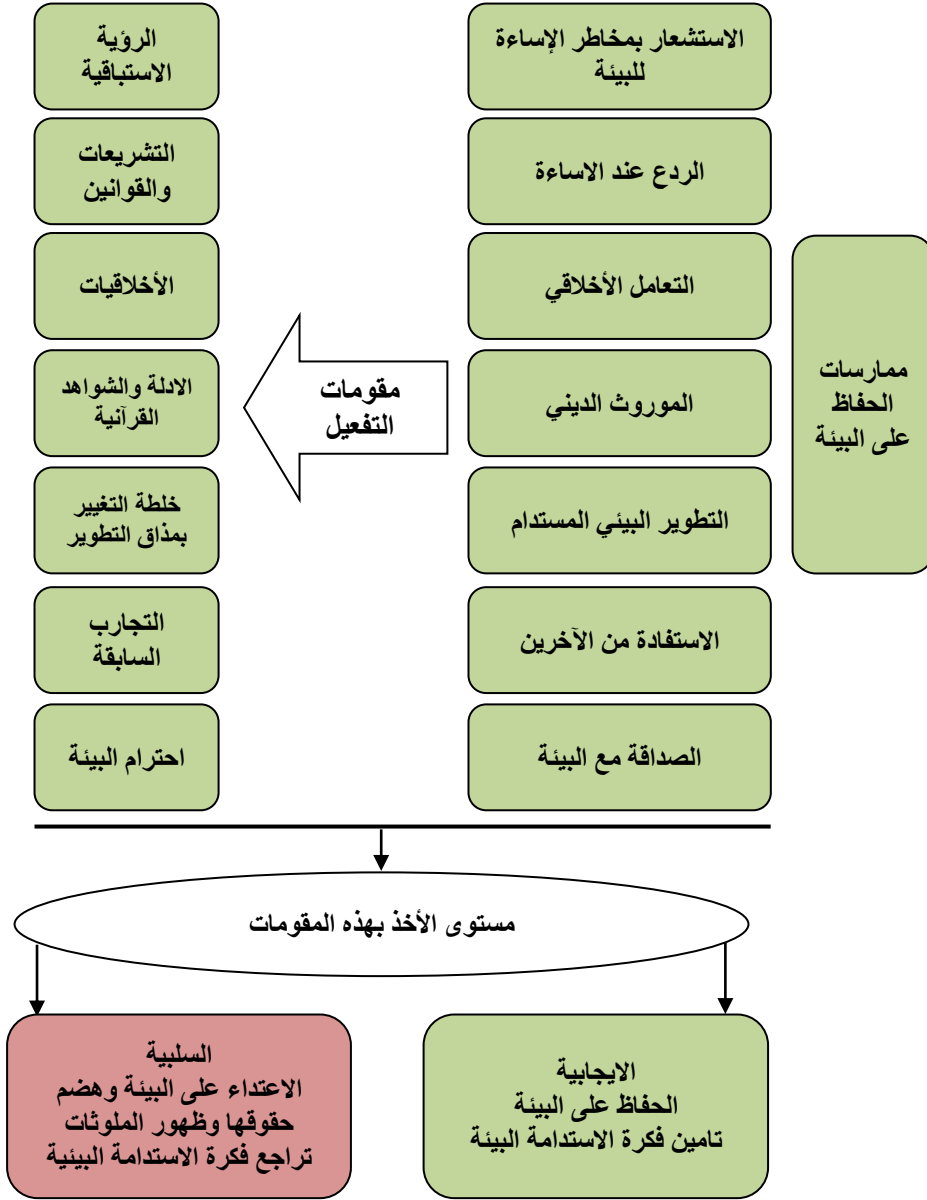 ممارسات
الحفاظ
على البيئة
الاستشعار بمخاطر الإساءة
للبيئة
الردع عند الاساءة
التعامل الأخلاقي
الموروث الديني
التطوير البيئي المستدام
الاستفادة من الآخرين
الصداقة مع البيئة
مقومات
التفعيل
الرؤية
الاستباقية
التشريعات
والقوانين
الأخلاقيات
الادلة والشواهد
القرآنية
خلطة التغيير
بمذاق التطوير
التجارب
السابقة
احترام البيئة
مستوى الأخذ بهذه المقومات
الايجابية
الحفاظ على البيئة
تامين فكرة الاستدامة البيئة
السلبية
الاعتداء على البيئة وهضم
حقوقها وظهور الملوثات
تراجع فكرة الاستدامة البيئية